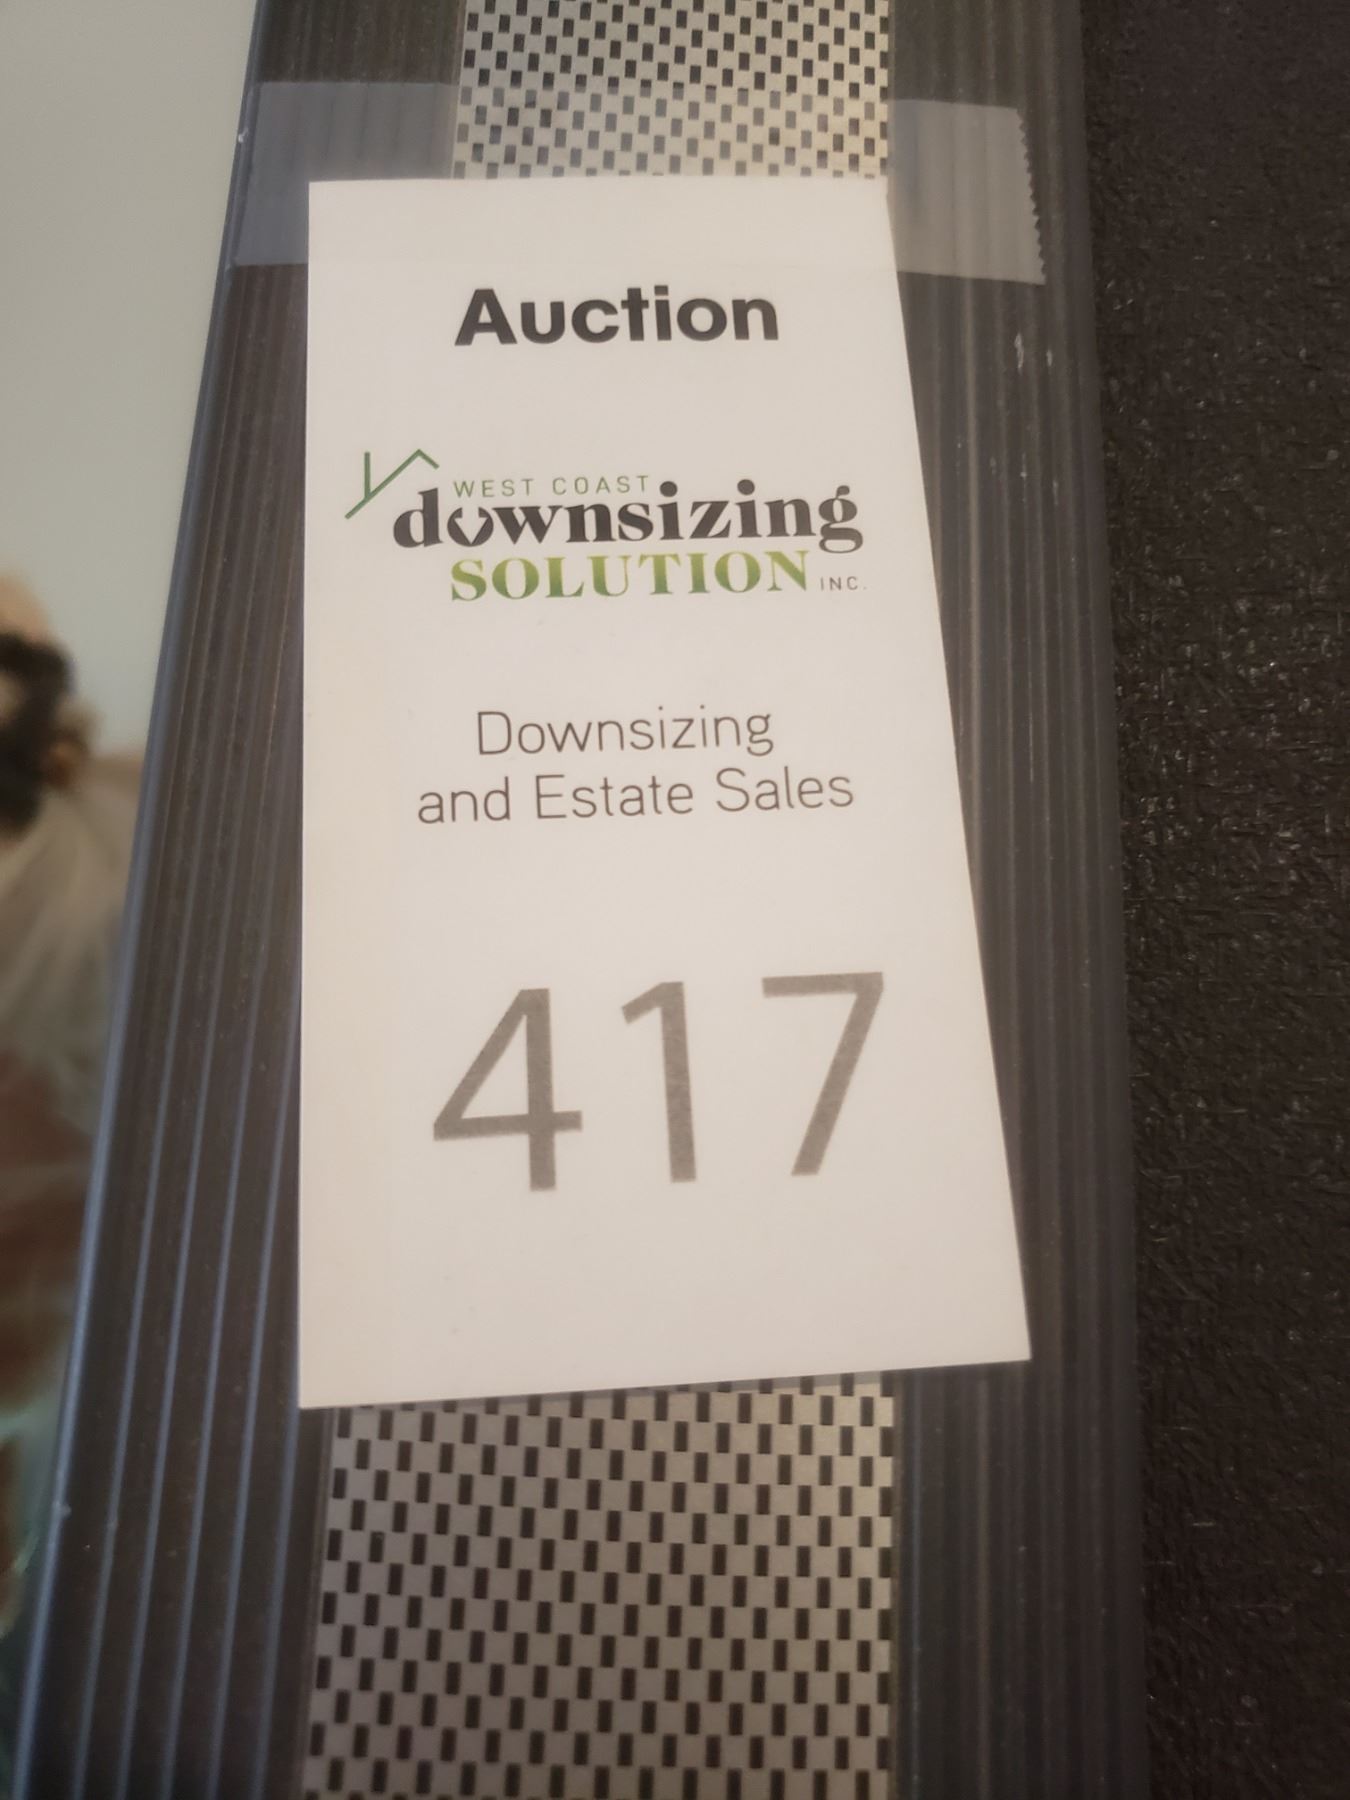 Auction
WEST COAST
downsizing
SOLUTION INC.
Downsizing
and Estate Sales
417